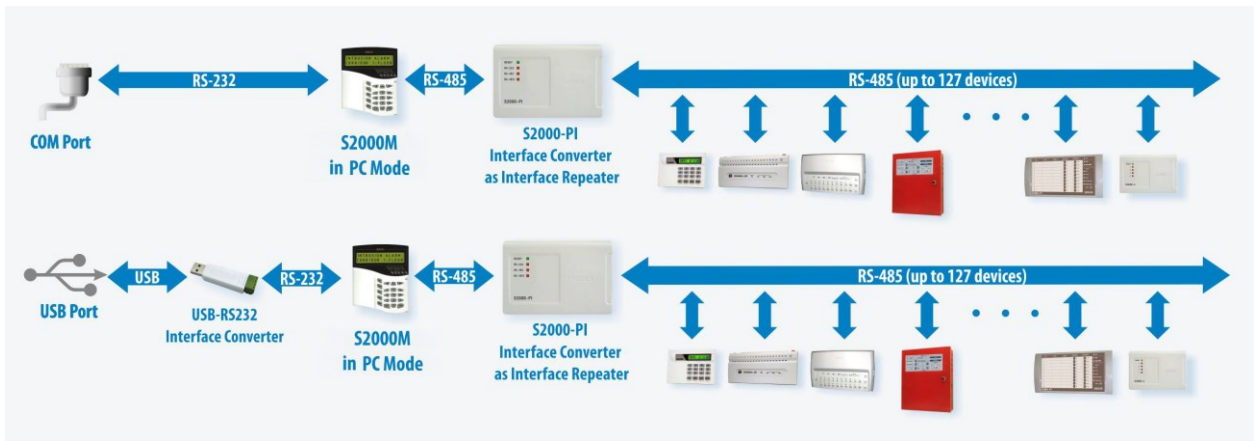 RS-232
RS-485
RS-485 (up to 127 devices)
COM Port
S2000M
in PC Mode
S2000-PI
Interface Converter
as Interface Repeater
USB
RS-232
RS-485
RS-485 (up to 127 devices)
USB Port
USB-RS232
Interface Converter
S2000M
in PC Mode
S2000-PI
Interface Converter
as Interface Repeater